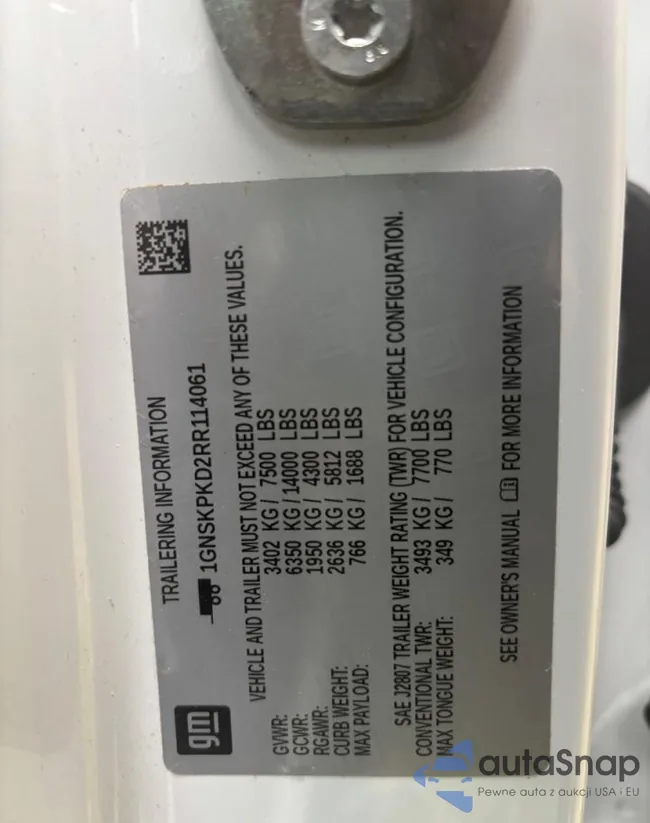 gm
TRAILERING INFORMATION
1GNSKPKD2RR114061
VEHICLE AND TRAILER MUST NOT EXCEED ANY OF THESE VALUES.
GVWR: 3402 KG / 7500 LBS
GCWR: 6350 KG / 14000 LBS
RGAWR: 1950 KG / 4300 LBS
CURB WEIGHT: 2636 KG / 5812 LBS
MAX PAYLOAD: 766 KG / 1688 LBS
SAE J2807 TRAILER WEIGHT RATING (TWR) FOR VEHICLE CONFIGURATION.
CONVENTIONAL TWR: 3493 KG / 7700 LBS
MAX TONGUE WEIGHT: 349 KG / 770 LBS
SEE OWNER'S MANUAL FOR MORE INFORMATION
autoSnap
Pewne auta z aukcji USA i EU